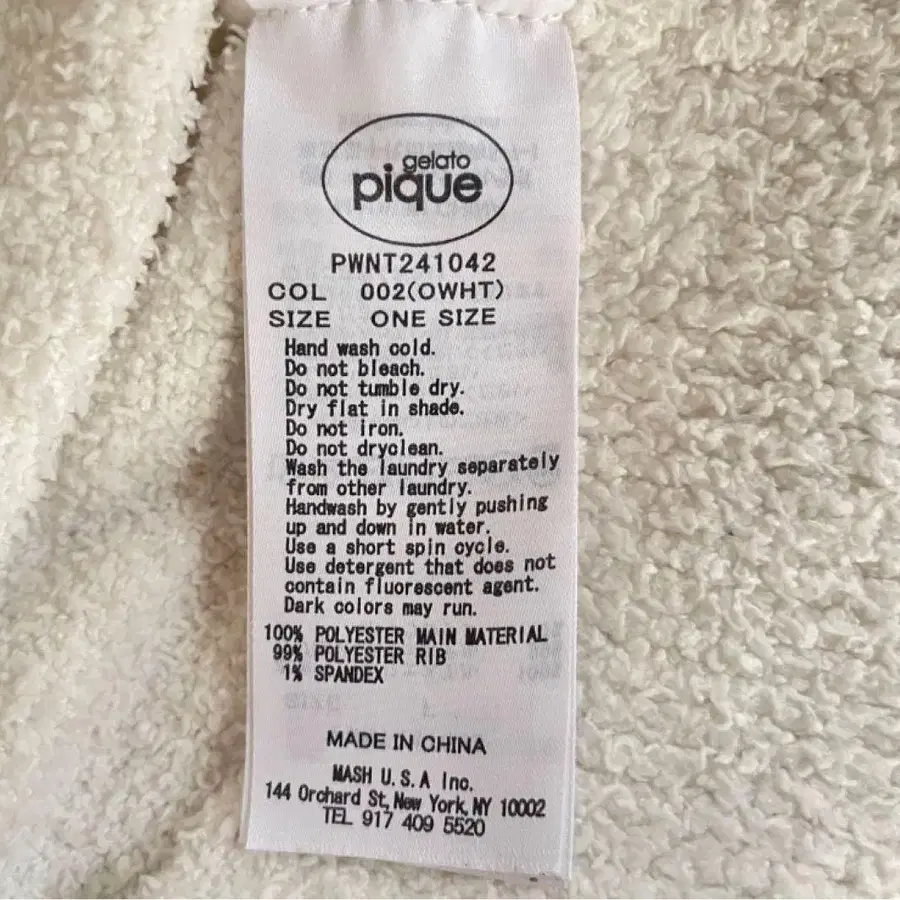 gelato
pique
PWNT241042
COL 002(OWHT)
SIZE ONE SIZE
Hand wash cold.
Do not bleach.
Do not tumble dry.
Dry flat in shade.
Do not iron.
Do not dryclean.
Wash the laundry separately
from other laundry.
Handwash by gently pushing
up and down in water.
Use a short spin cycle.
Use detergent that does not
contain fluorescent agent.
Dark colors may run.
100% POLYESTER MAIN MATERIAL
99% POLYESTER RIB
1% SPANDEX
MADE IN CHINA
MASH U.S.A Inc.
144 Orchard St, New York, NY 10002
TEL 917 409 5520